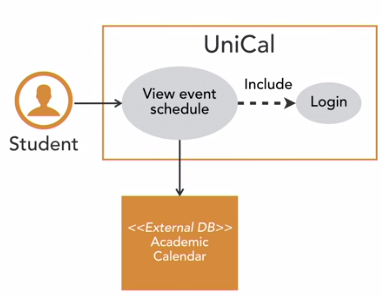 UniCal
View event
schedule
Include
Login
Student
<<External DB>>
Academic
Calendar